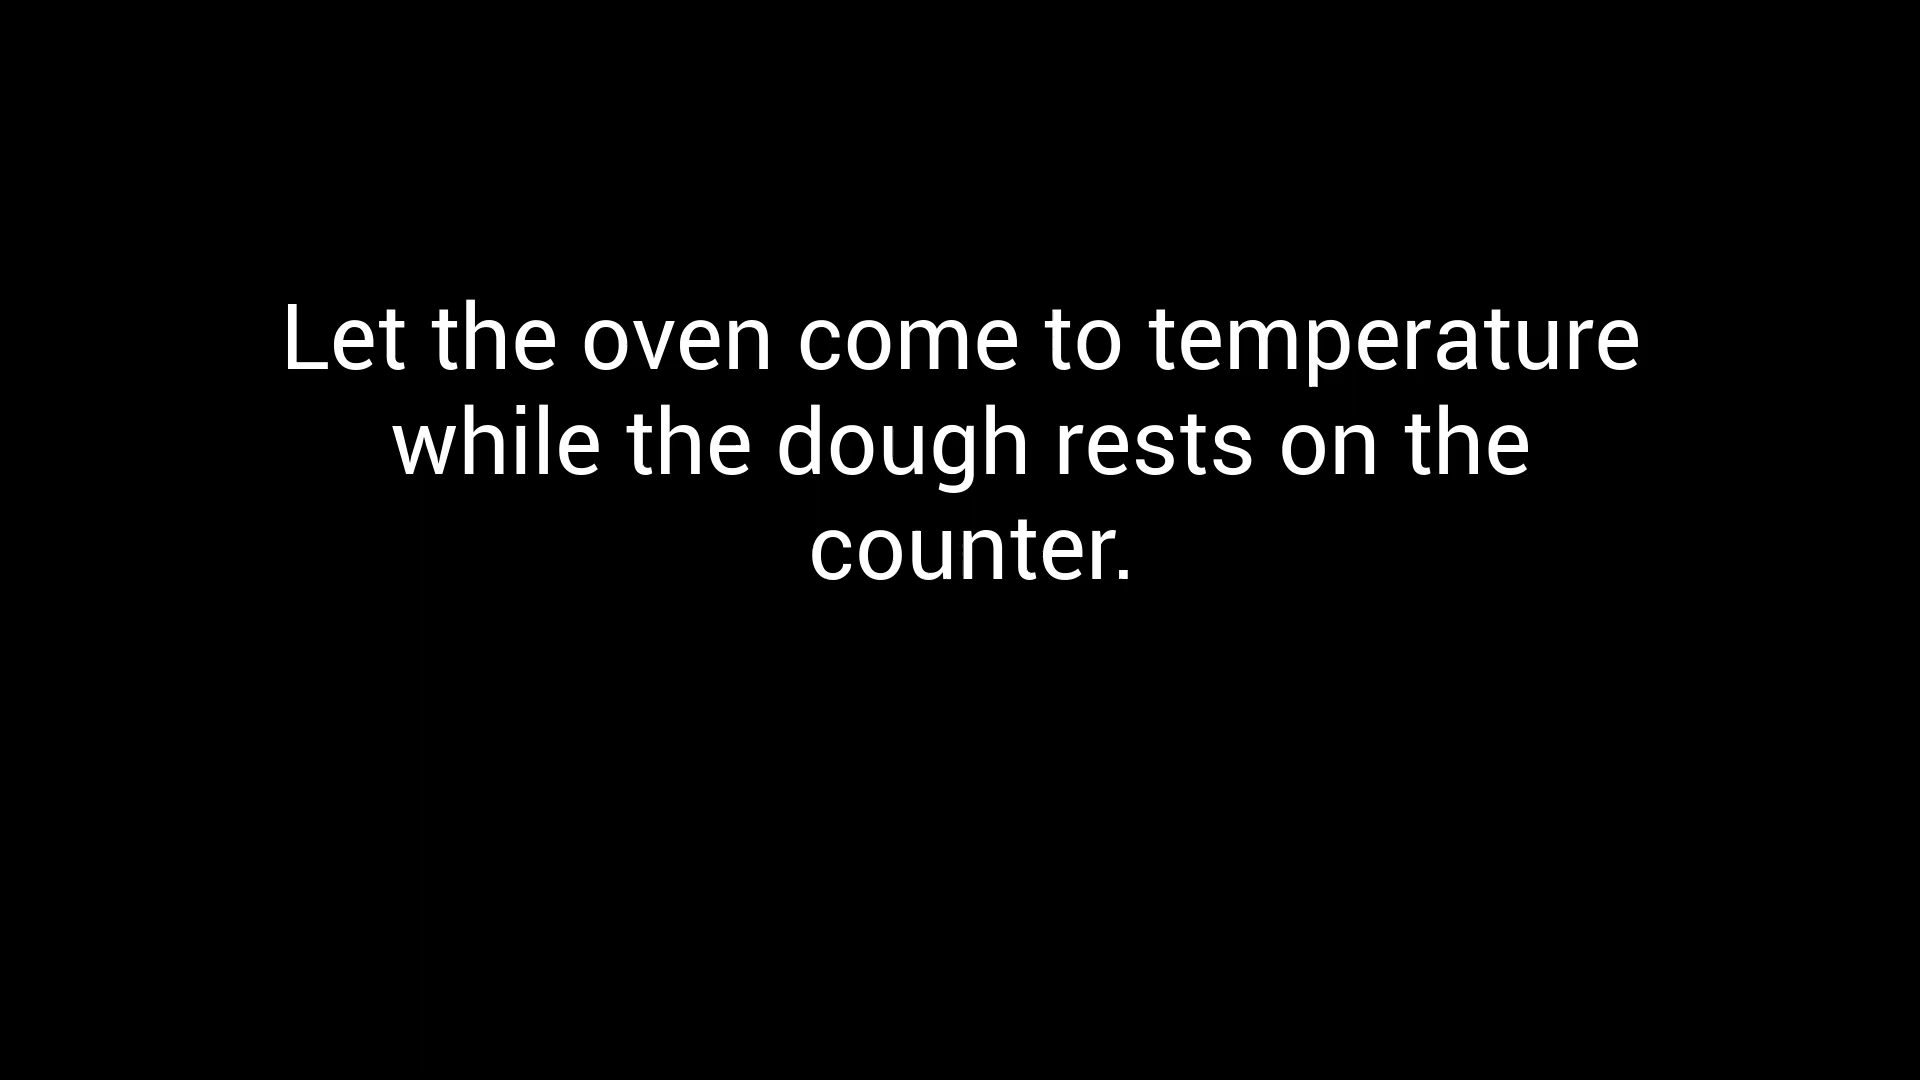 Let the oven come to temperature
while the dough rests on the
counter.